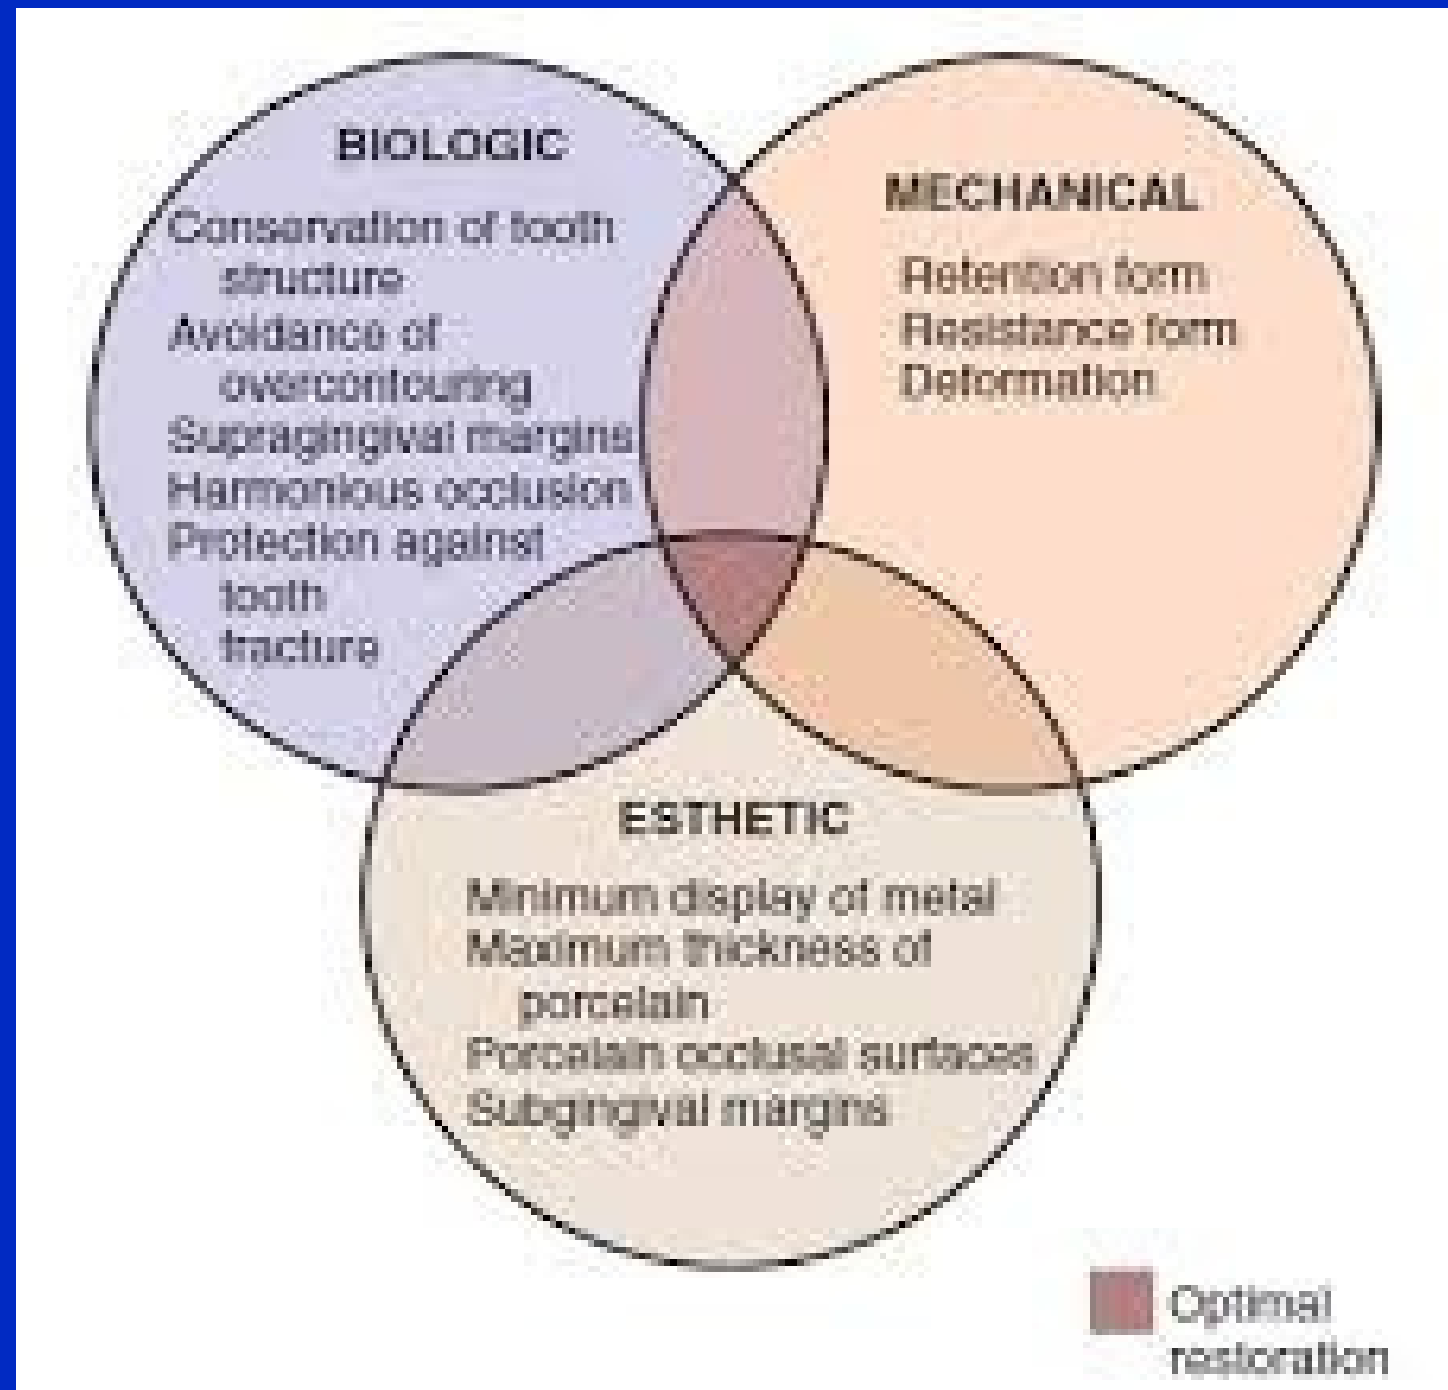 BIOLOGIC
Conservation of tooth
structure
Avoidance of
overcontouring
Supragingival margins
Harmonious occlusion
Protection against
tooth
fracture
MECHANICAL
Retention form
Resistance form
Deformation
ESTHETIC
Minimum display of metal
Maximum thickness of
porcelain
Porcelain occlusal surfaces
Subgingival margins
Optimal
restoration